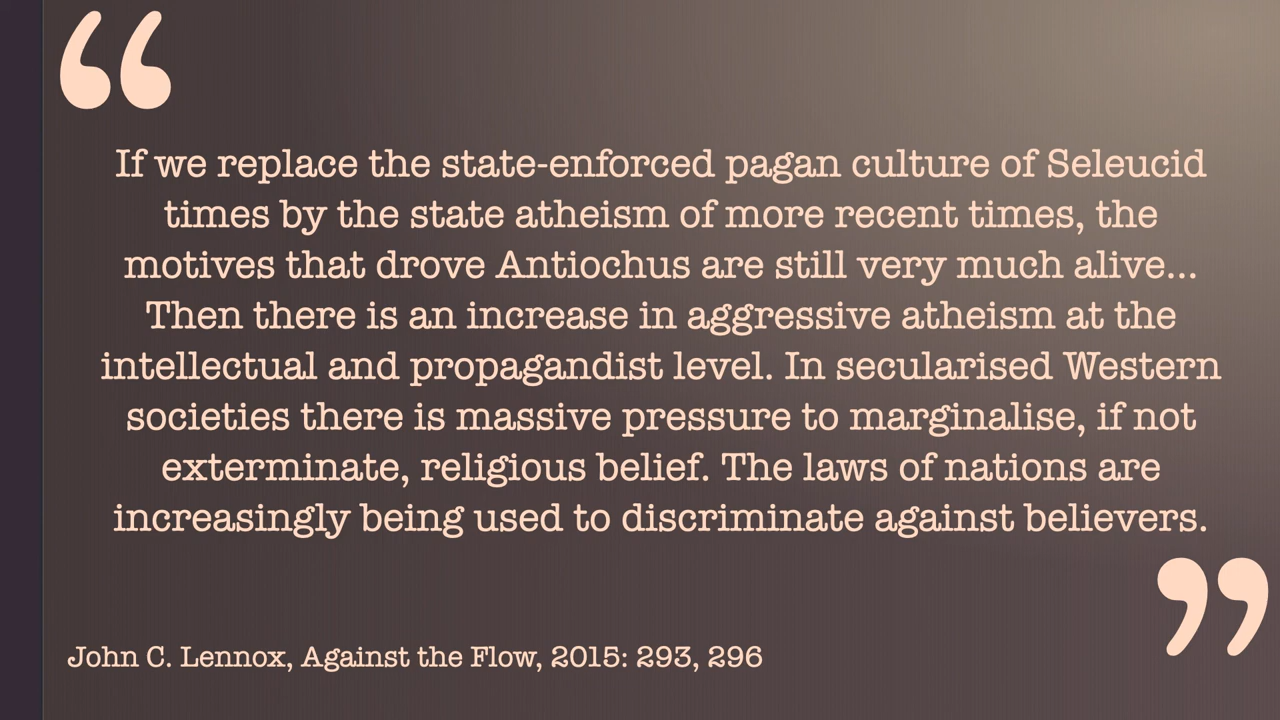 “
If we replace the state-enforced pagan culture of Seleucid
times by the state atheism of more recent times, the
motives that drove Antiochus are still very much alive...
Then there is an increase in aggressive atheism at the
intellectual and propagandist level. In secularised Western
societies there is massive pressure to marginalise, if not
exterminate, religious belief. The laws of nations are
increasingly being used to discriminate against believers.
”
John C. Lennox, Against the Flow, 2015: 293, 296